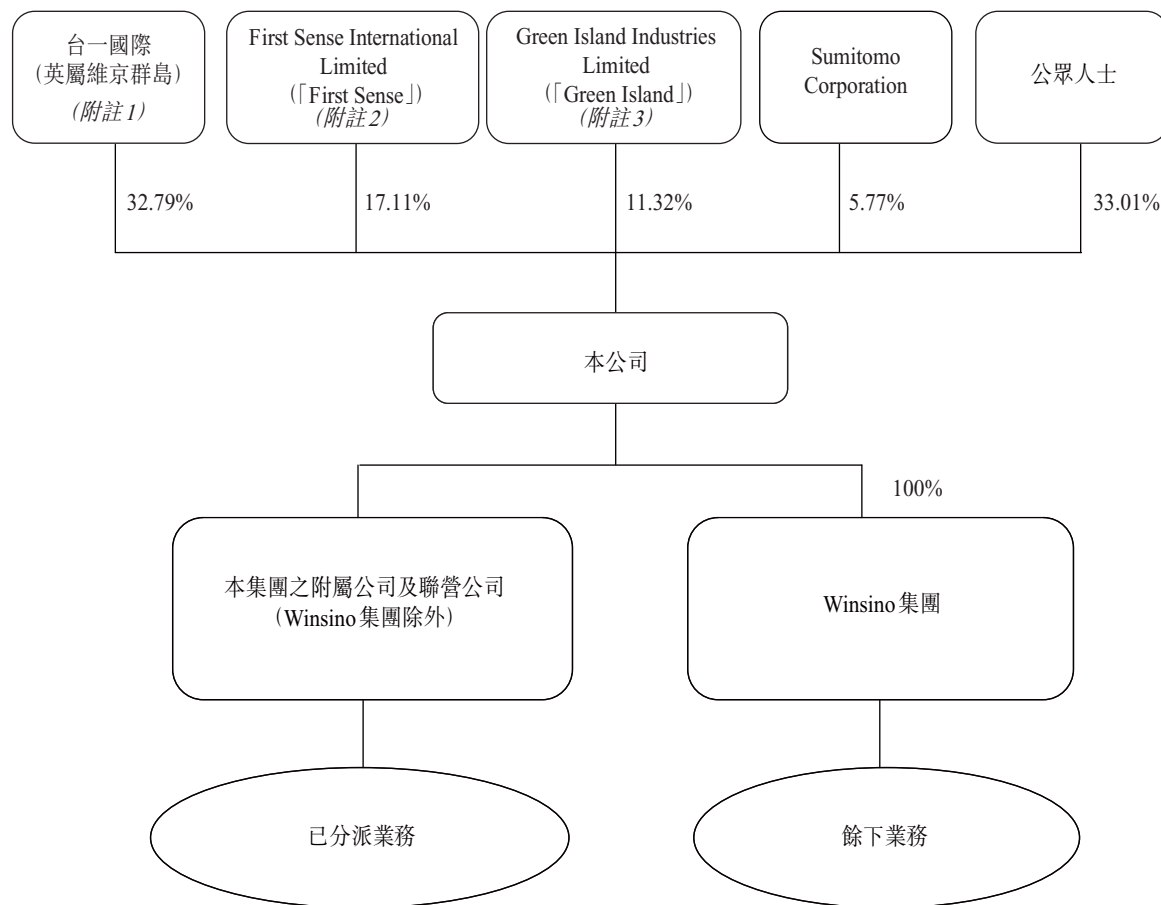 台一國際
(英屬維京群島)
(附註1)
First Sense International
Limited
(「First Sense」)
(附註2)
Green Island Industries
Limited
(「Green Island」)
(附註3)
Sumitomo
Corporation
公眾人士
32.79%
17.11%
11.32%
5.77%
33.01%
本公司
100%
本集團之附屬公司及聯營公司
(Winsino集團除外)
Winsino集團
已分派業務
餘下業務